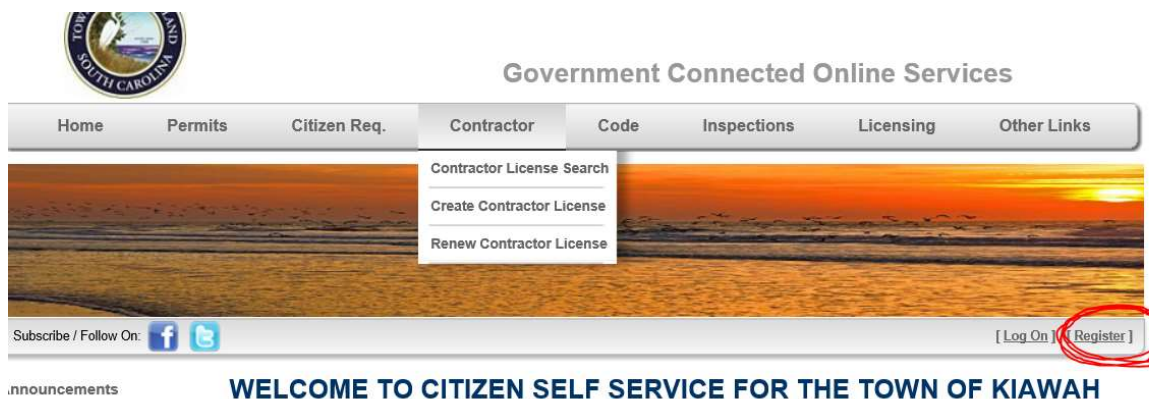 TOW AND
SOUTH CAROLINA
Government Connected Online Services
Home Permits Citizen Req. Contractor Code Inspections Licensing Other Links
Contractor License Search
Create Contractor License
Renew Contractor License
Subscribe / Follow On: [ Log On ] [ Register ]
nnouncements
WELCOME TO CITIZEN SELF SERVICE FOR THE TOWN OF KIAWAH